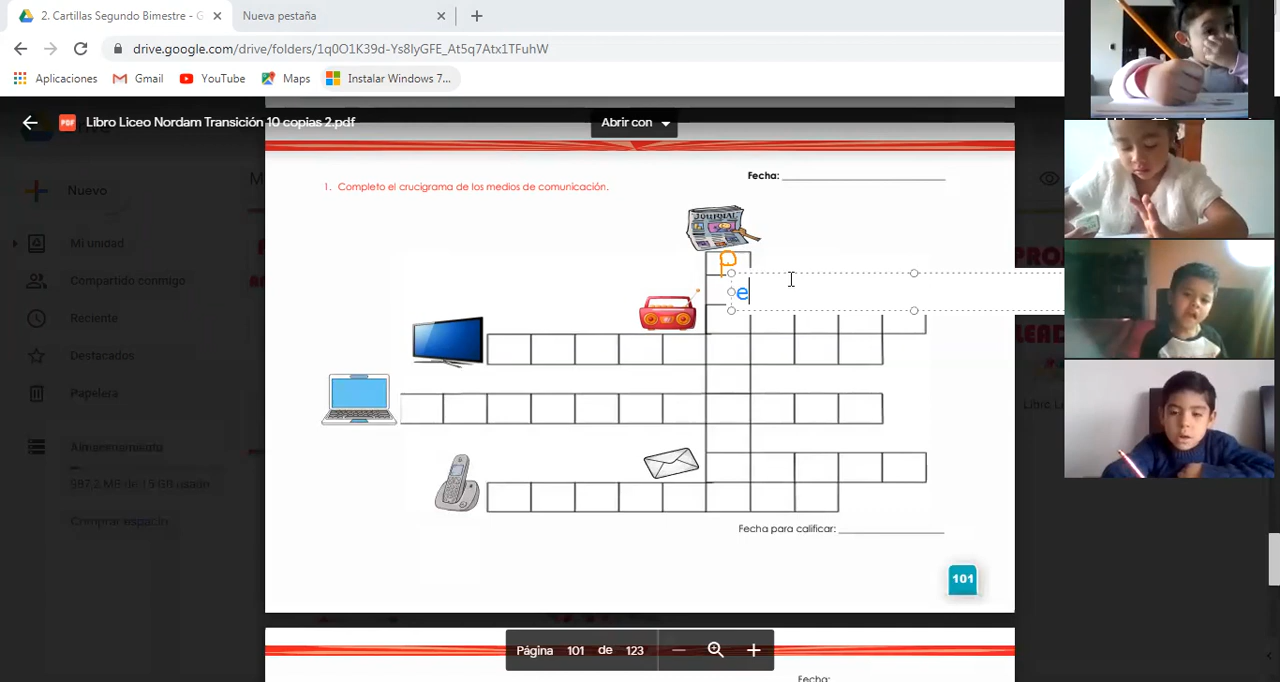 2. Cartillas Segundo Bimestre - G
Nueva pestaña
drive.google.com/drive/folders/1q0O1K39d-Ys8lyGFE_At5q7Atx1TFuhW
Aplicaciones
Gmail
YouTube
Maps
Instalar Windows 7...
PDF
Libro Liceo Nordam Transición 10 copias 2.pdf
Abrir con
Nuevo
Mi unidad
Compartido conmigo
Reciente
Destacados
Papelera
Almacenamiento
Comprar espacio
Fecha:
1. Completo el crucigrama de los medios de comunicación.
JOURNAL
p
e
Fecha para calificar:
101
Página 101 de 123
Fecha: